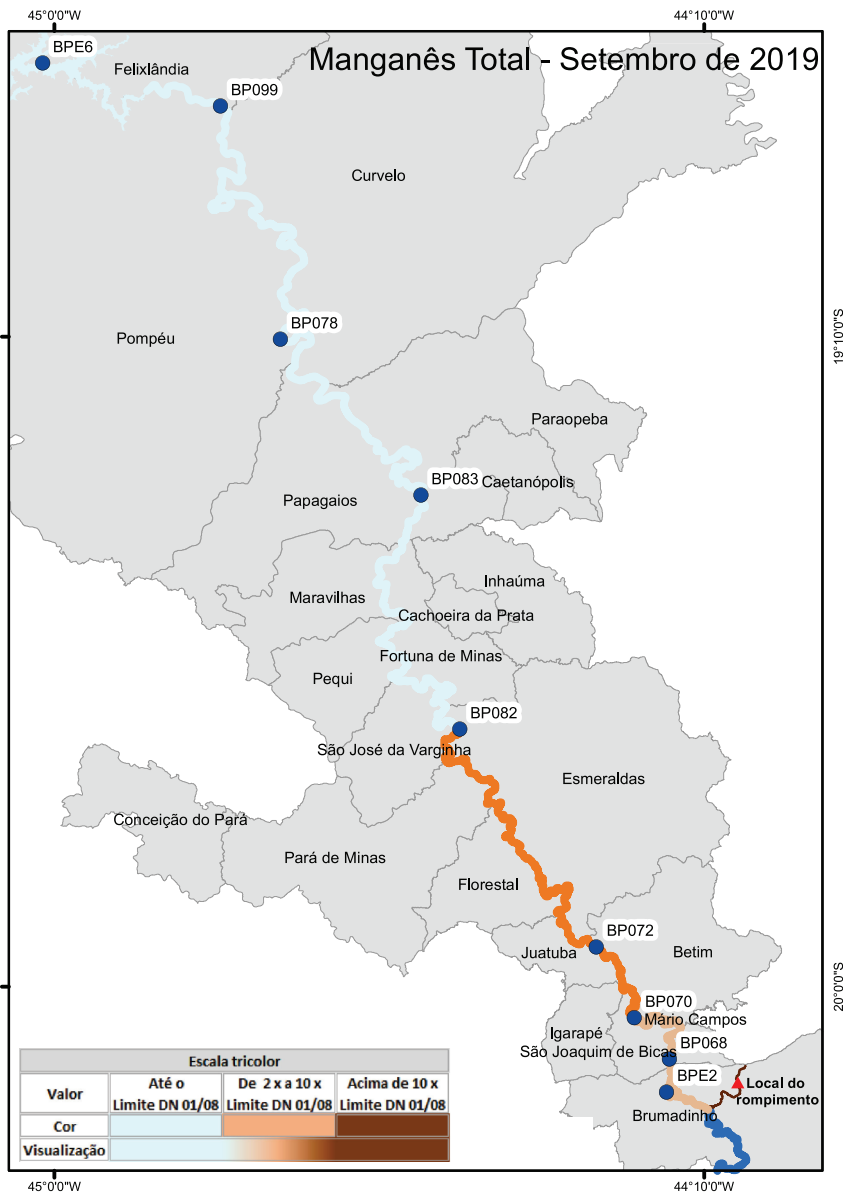 45°0'0"W
44°10'0"W
Manganês Total - Setembro de 2019
BPE6
Felixlândia
BP099
Curvelo
BP078
Pompéu
19°10'0"S
Paraopeba
BP083
Caetanópolis
Papagaios
Inhaúma
Maravilhas
Cachoeira da Prata
Fortuna de Minas
Pequi
BP082
São José da Varginha
Esmeraldas
Conceição do Pará
Pará de Minas
Florestal
BP072
Juatuba
Betim
20°0'0"S
BP070
Mário Campos
Igarapé
BP068
São Joaquim de Bicas
BPE2
Local do
rompimento
Brumadinho
Escala tricolor
Valor
Até o
Limite DN 01/08
De 2 x a 10 x
Limite DN 01/08
Acima de 10 x
Limite DN 01/08
Cor
Visualização
45°0'0"W
44°10'0"W